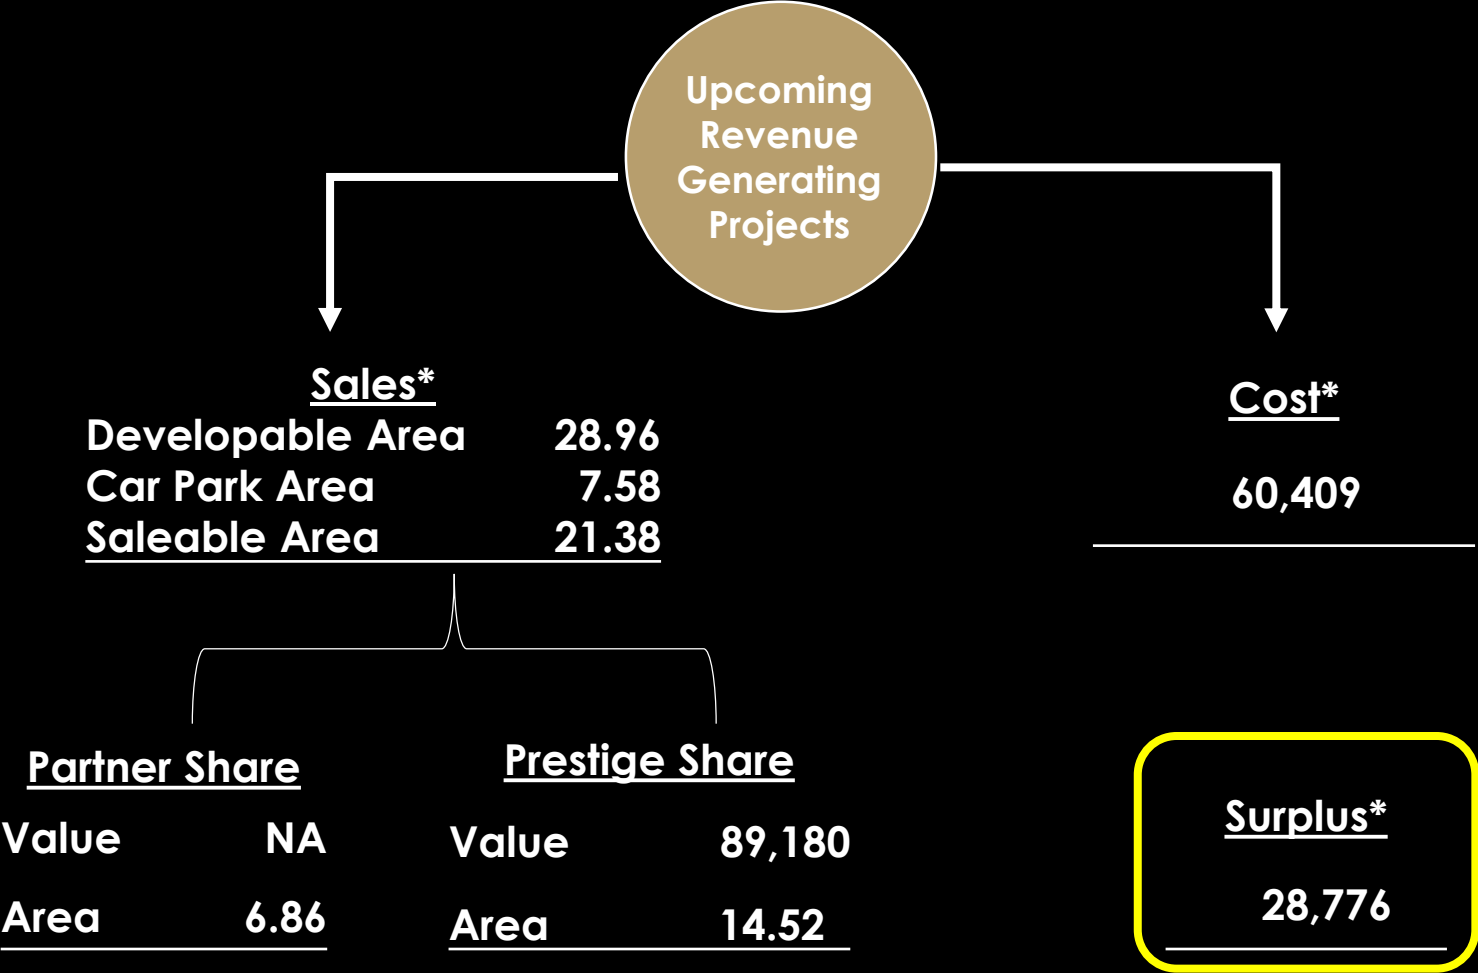 Upcoming
Revenue
Generating
Projects
Sales*
Developable Area 28.96
Car Park Area 7.58
Saleable Area 21.38
Cost*
60,409
Partner Share
Value NA
Area 6.86
Prestige Share
Value 89,180
Area 14.52
Surplus*
28,776